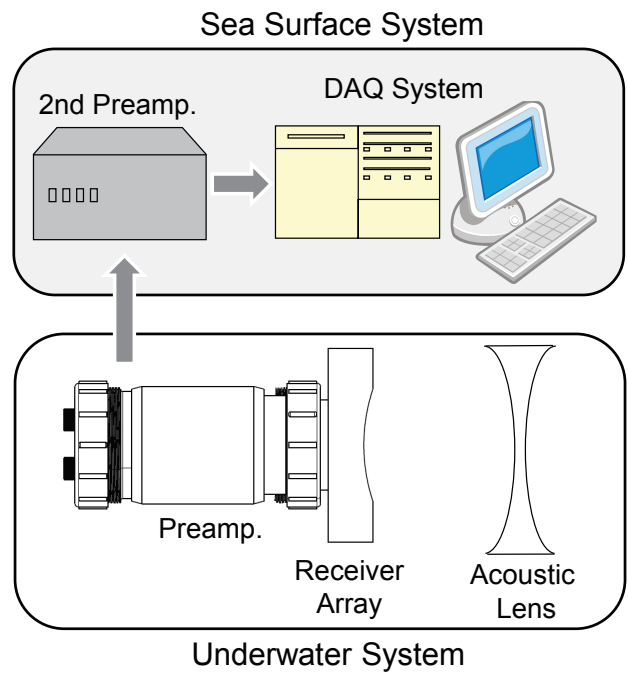 Sea Surface System
2nd Preamp.
DAQ System
Preamp.
Receiver
Array
Acoustic
Lens
Underwater System